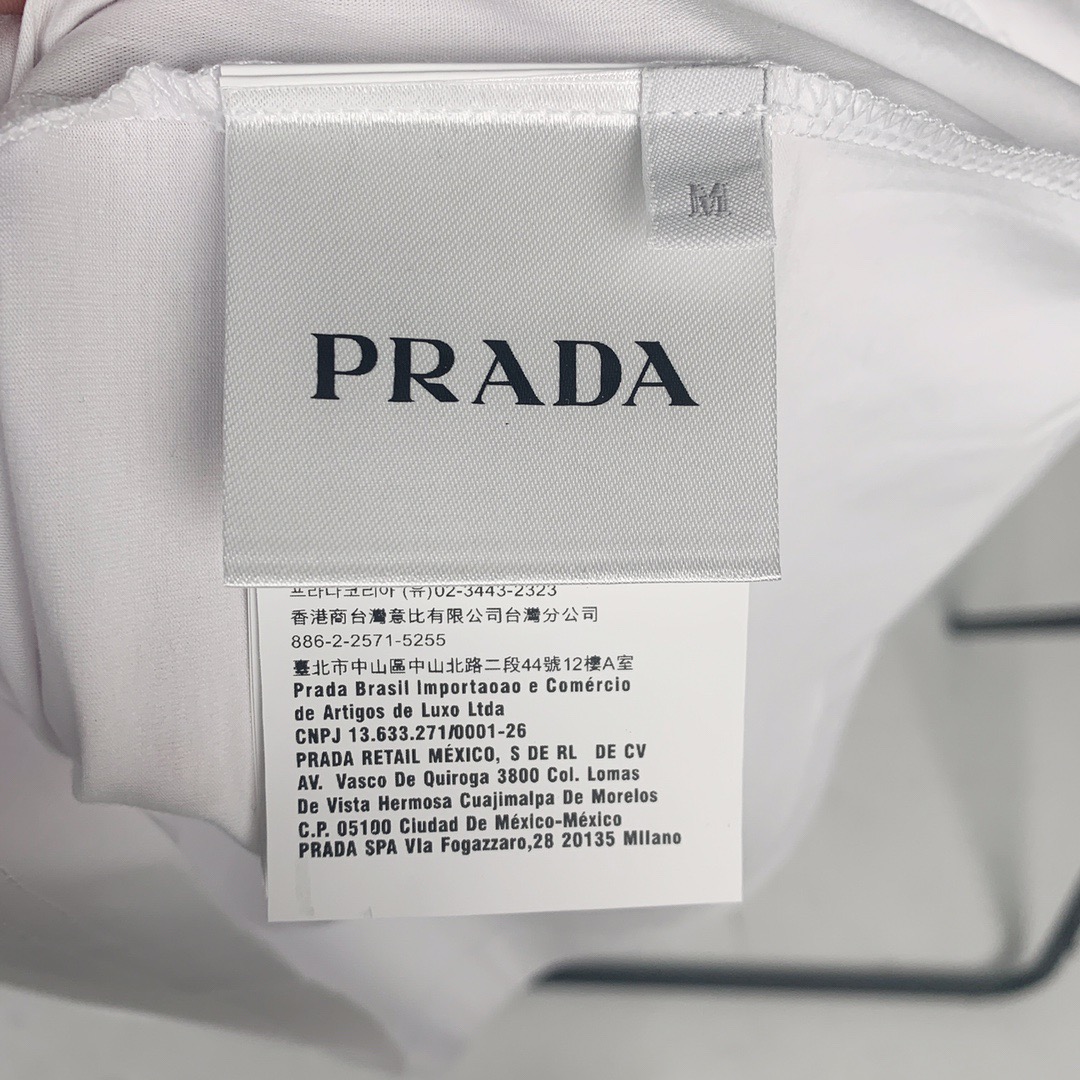 M
PRADA
프라다코리아 (유)02-3443-2323
香港商台灣意比有限公司台灣分公司
886-2-2571-5255
臺北市中山區中山北路二段44號12樓A室
Prada Brasil Importaoao e Comércio
de Artigos de Luxo Ltda
CNPJ 13.633.271/0001-26
PRADA RETAIL MÉXICO, S DE RL DE CV
AV. Vasco De Quiroga 3800 Col. Lomas
De Vista Hermosa Cuajimalpa De Morelos
C.P. 05100 Ciudad De México-México
PRADA SPA VIa Fogazzaro,28 20135 MIlano